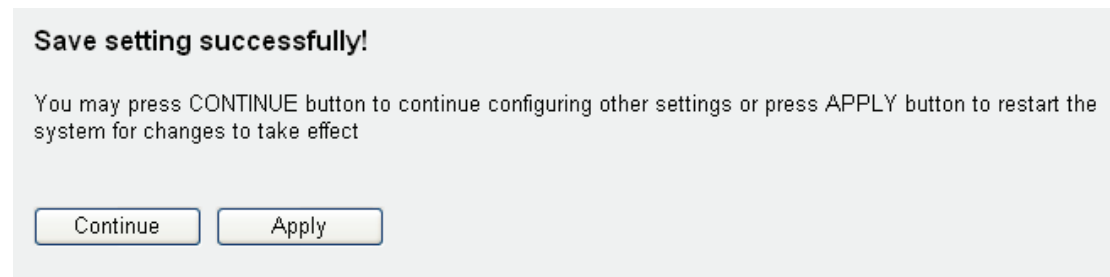 Save setting successfully!
You may press CONTINUE button to continue configuring other settings or press APPLY button to restart the
system for changes to take effect
Continue
Apply